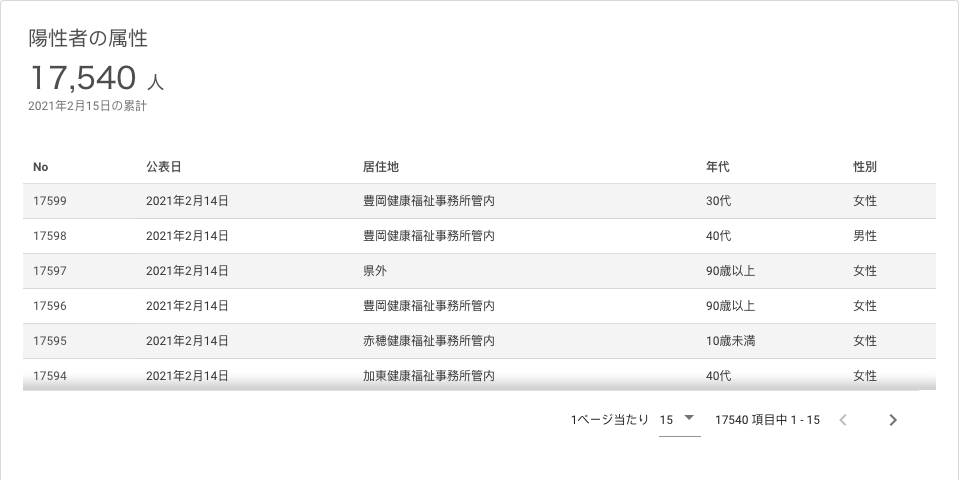 陽性者の属性
17,540 人
2021年2月15日の累計
No 公表日 居住地 年代 性別
17599 2021年2月14日 豊岡健康福祉事務所管内 30代 女性
17598 2021年2月14日 豊岡健康福祉事務所管内 40代 男性
17597 2021年2月14日 県外 90歳以上 女性
17596 2021年2月14日 豊岡健康福祉事務所管内 90歳以上 女性
17595 2021年2月14日 赤穂健康福祉事務所管内 10歳未満 女性
17594 2021年2月14日 加東健康福祉事務所管内 40代 女性
1ページ当たり 15 17540 項目中 1 - 15